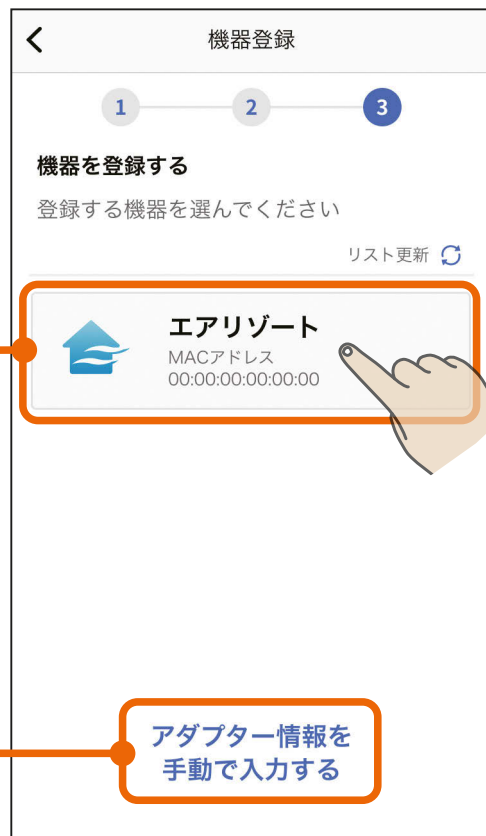 機器登録
1 2 3
機器を登録する
登録する機器を選んでください
リスト更新
エアリゾート
MACアドレス
00:00:00:00:00:00
アダプター情報を
手動で入力する